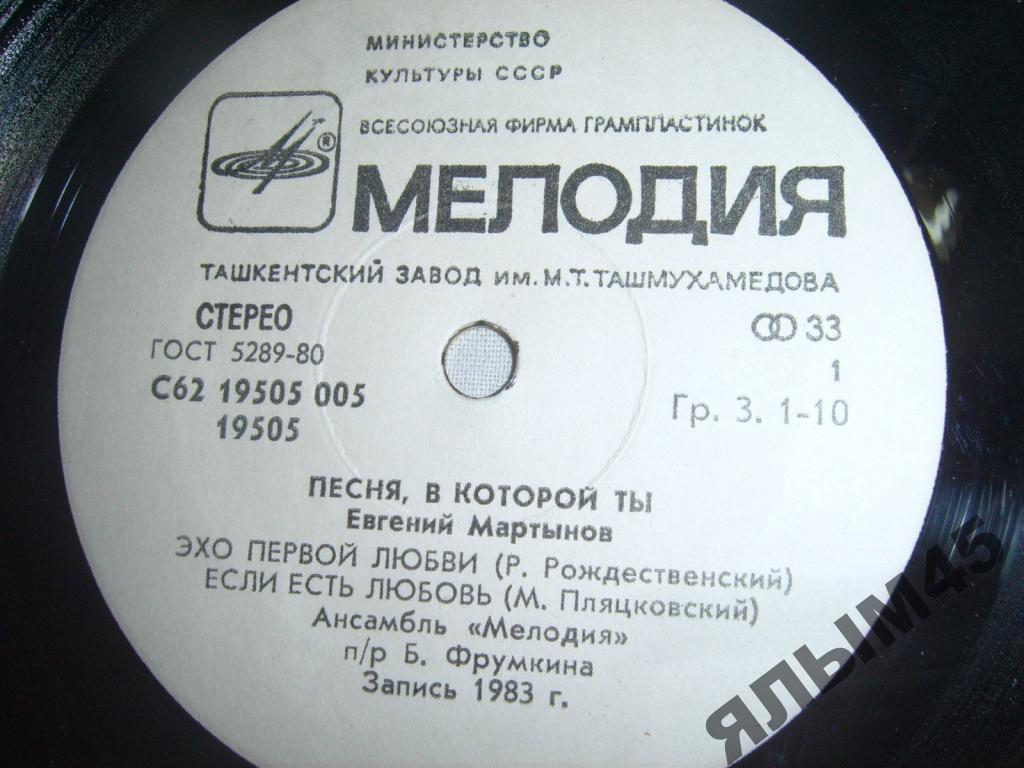 МИНИСТЕРСТВО
КУЛЬТУРЫ СССР
ВСЕСОЮЗНАЯ ФИРМА ГРАМПЛАСТИНОК
®
МЕЛОДИЯ
ТАШКЕНТСКИЙ ЗАВОД ИМ. М.Т. ТАШМУХАМЕДОВА
СТЕРЕО
33
ГОСТ 5289-80
1
С62 19505 005
Гр. 3. 1-10
19505
ПЕСНЯ, В КОТОРОЙ ТЫ
Евгений Мартынов
ЭХО ПЕРВОЙ ЛЮБВИ (Р. Рождественский)
ЕСЛИ ЕСТЬ ЛЮБОВЬ (М. Пляцковский)
Ансамбль «Мелодия»
п/р Б. Фрумкина
Запись 1983 г.
ЯЛЫМ45